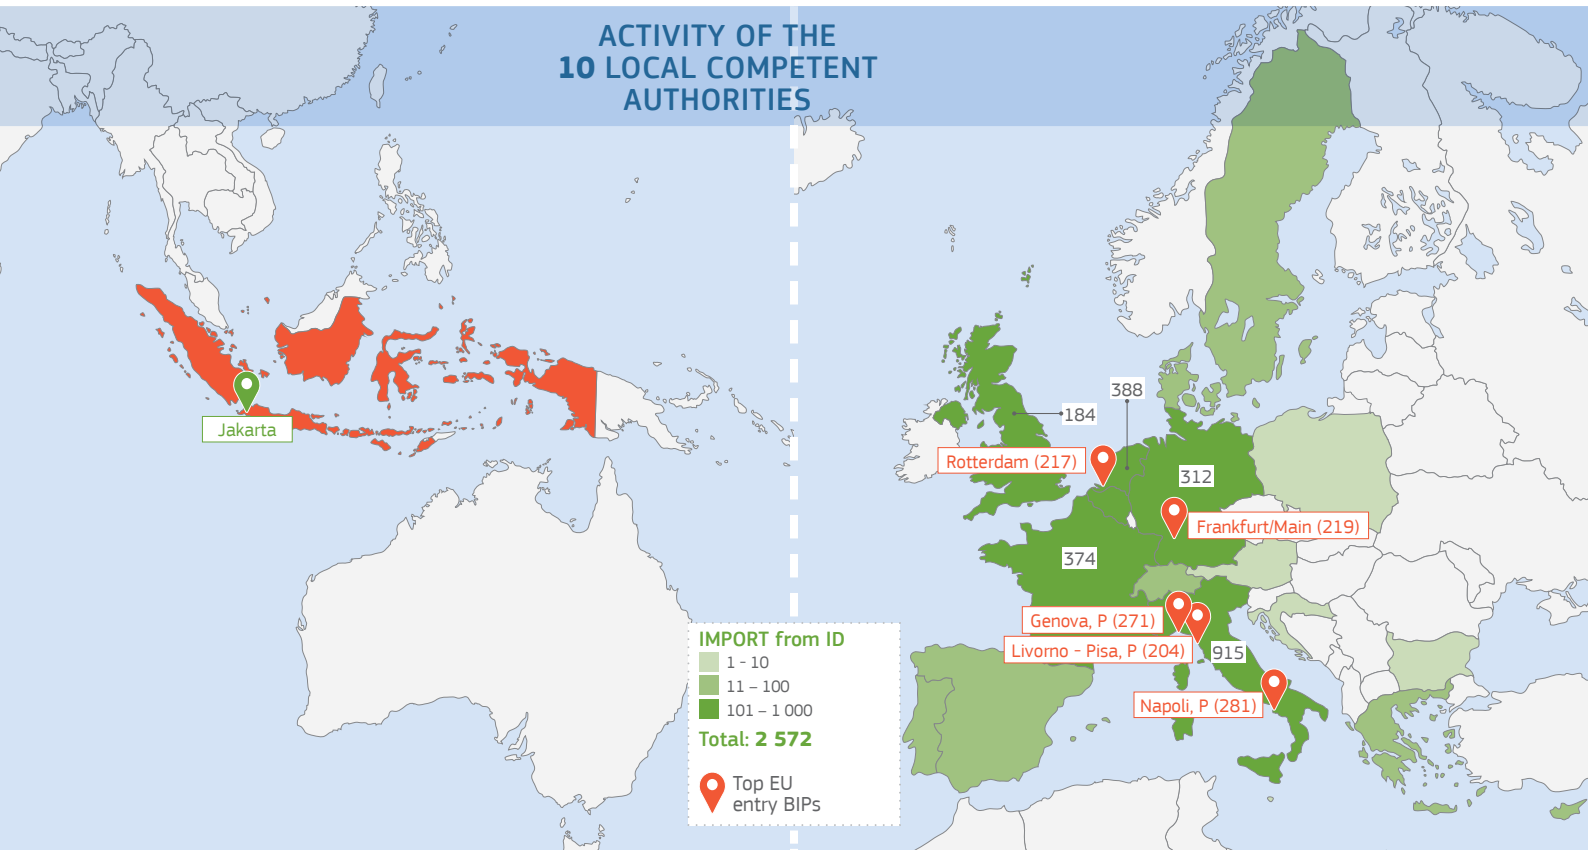 ACTIVITY OF THE
10 LOCAL COMPETENT
AUTHORITIES
Jakarta
388
184
Rotterdam (217)
312
Frankfurt/Main (219)
374
Genova, P (271)
Livorno - Pisa, P (204)
915
Napoli, P (281)
IMPORT from ID
1 - 10
11 – 100
101 – 1 000
Total: 2 572
Top EU
entry BIPs